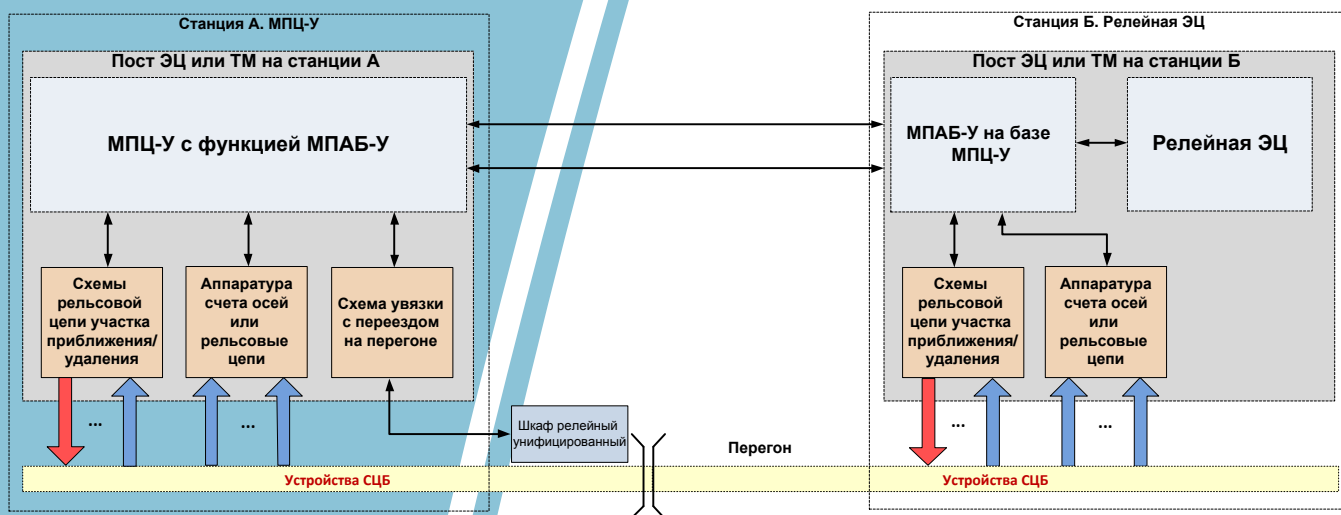 Станция А. МПЦ-У
Пост ЭЦ или ТМ на станции А
МПЦ-У с функцией МПАБ-У
Схемы
рельсовой
цепи участка
приближения/
удаления
Аппаратура
счета осей
или
рельсовые
цепи
Схема увязки
с переездом
на перегоне
...
...
Шкаф релейный
унифицированный
Перегон
Устройства СЦБ
Станция Б. Релейная ЭЦ
Пост ЭЦ или ТМ на станции Б
МПАБ-У на базе
МПЦ-У
Релейная ЭЦ
Схемы
рельсовой
цепи участка
приближения/
удаления
Аппаратура
счета осей
или
рельсовые
цепи
...
...
Устройства СЦБ